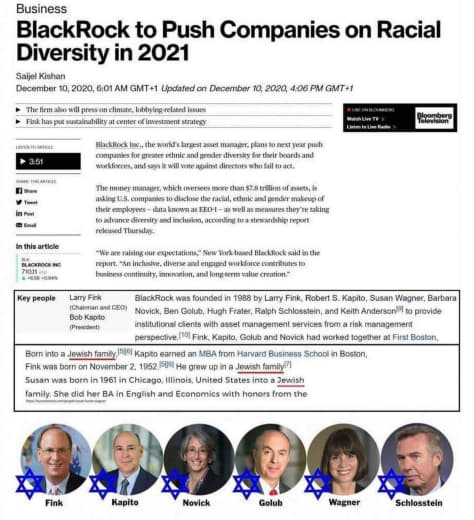 Business
BlackRock to Push Companies on Racial
Diversity in 2021
Saijel Kishan
December 10, 2020, 6:01 AM GMT+1 Updated on December 10, 2020, 4:06 PM GMT+1
▸ The firm also will press on climate, lobbying-related issues
▸ Fink has put sustainability at center of investment strategy
LIVE ON BLOOMBERG
Watch Live TV >
Listen to Live Radio >
Bloomberg
Television
LISTEN TO ARTICLE
3:51
SHARE THIS ARTICLE
Share
Tweet
Post
Email
In this article
BLK
BLACKROCK INC
710.11
BlackRock Inc., the world's largest asset manager, plans to next year push
companies for greater ethnic and gender diversity for their boards and
workforces, and says it will vote against directors who fail to act.
The money manager, which oversees more than $7.8 trillion of assets, is
asking U.S. companies to disclose the racial, ethnic and gender makeup of
their employees – data known as EEO-1 – as well as measures they're taking
to advance diversity and inclusion, according to a stewardship report
released Thursday.
"We are raising our expectations," New York-based BlackRock said in the
report. "An inclusive, diverse and engaged workforce contributes to
business continuity, innovation, and long-term value creation."
Key people
Larry Fink
(Chairman and CEO)
Bob Kapito
(President)
BlackRock was founded in 1988 by Larry Fink, Robert S. Kapito, Susan Wagner, Barbara
Novick, Ben Golub, Hugh Frater, Ralph Schlosstein, and Keith Anderson[9] to provide
institutional clients with asset management services from a risk management
perspective.[10] Fink, Kapito, Golub and Novick had worked together at First Boston,
Born into a Jewish family,[5][6] Kapito earned an MBA from Harvard Business School in Boston,
Fink was born on November 2, 1952.[5][6] He grew up in a Jewish family[7]
Susan was born in 1961 in Chicago, Illinois, United States into a Jewish
family. She did her BA in English and Economics with honors from the
Fink
Kapito
Novick
Golub
Wagner
Schlosstein